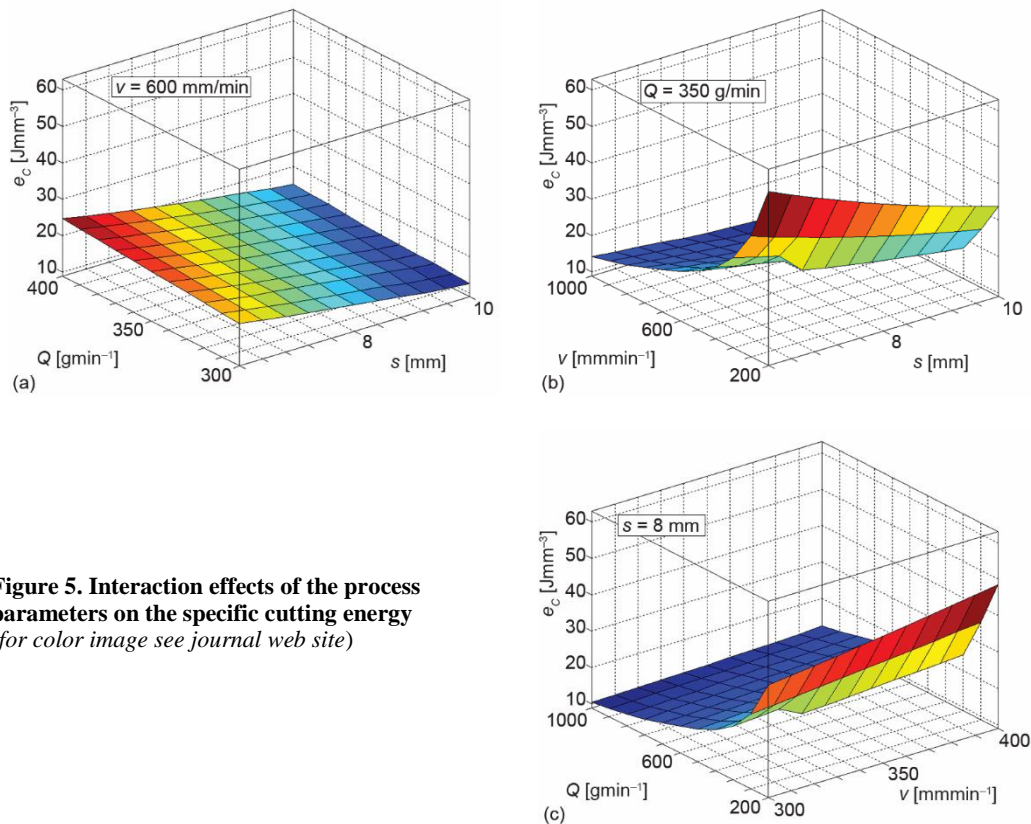 60
50
40
30
20
10
e_C [Jmm⁻³]
v = 600 mm/min
400
350
300
Q [gmin⁻¹]
8
10
s [mm]
(a)
60
50
40
30
20
10
e_C [Jmm⁻³]
Q = 350 g/min
1000
600
200
v [mmmin⁻¹]
8
10
s [mm]
(b)
igure 5. Interaction effects of the process
arameters on the specific cutting energy
for color image see journal web site)
60
50
40
30
20
10
e_C [Jmm⁻³]
s = 8 mm
1000
600
200
Q [gmin⁻¹]
300
350
400
v [mmmin⁻¹]
(c)